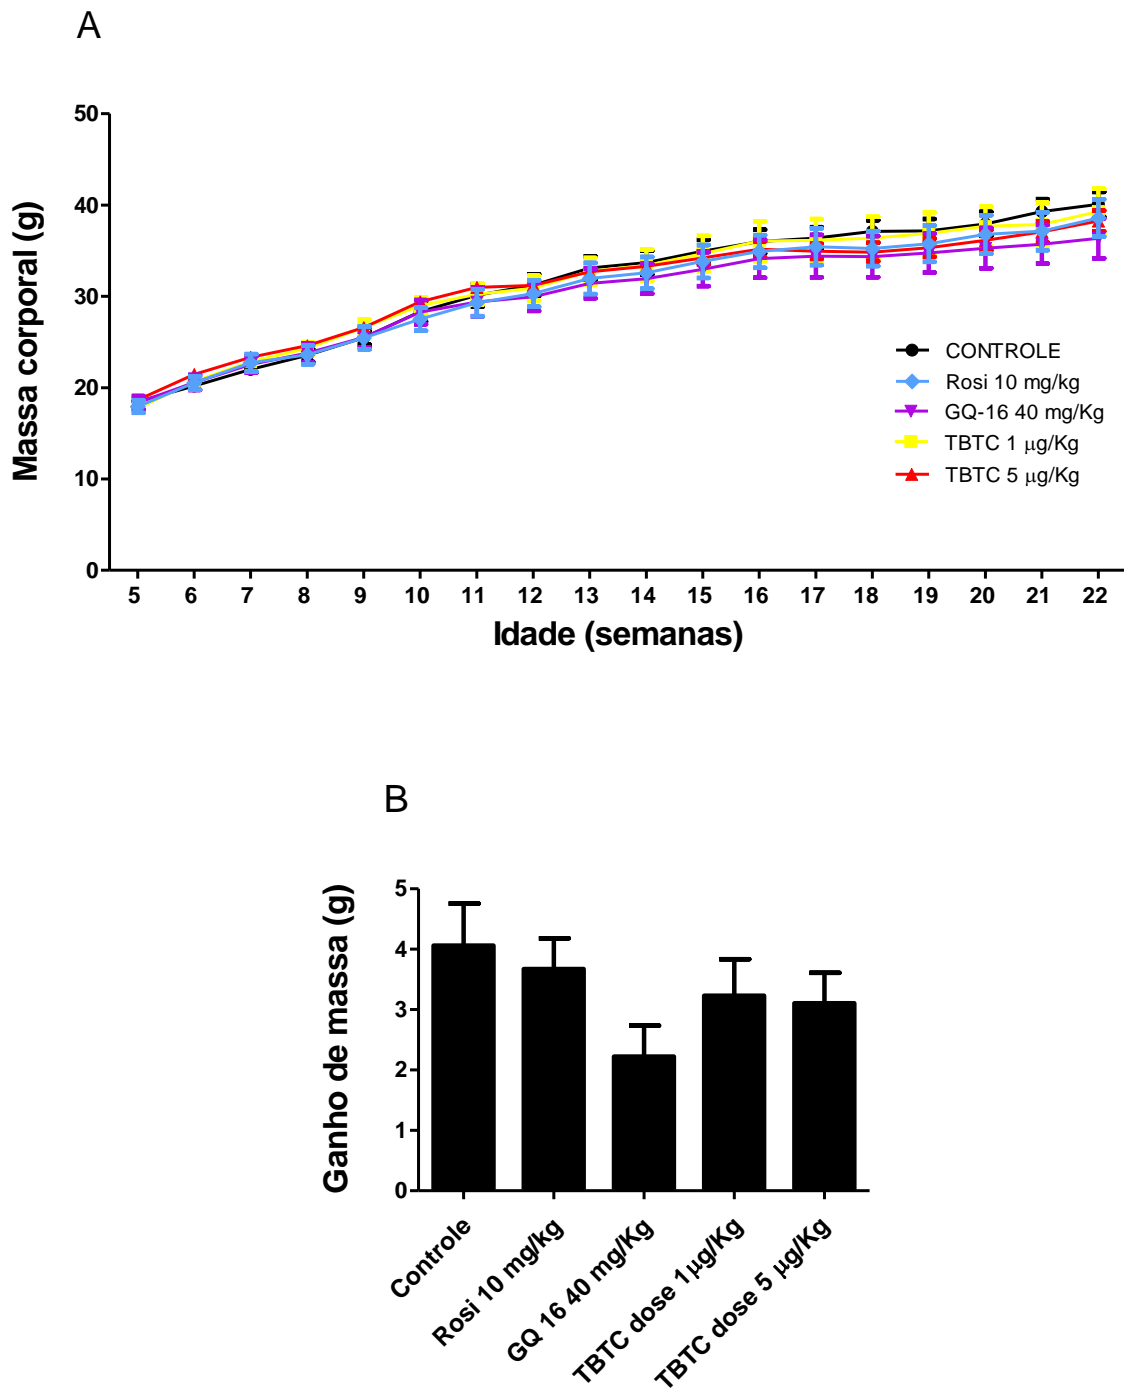 A
50
40
30
20
10
0
Massa corporal (g)
CONTROLE
Rosi 10 mg/kg
GQ-16 40 mg/Kg
TBTC 1 μg/Kg
TBTC 5 μg/Kg
5 6 7 8 9 10 11 12 13 14 15 16 17 18 19 20 21 22
Idade (semanas)
B
5
4
3
2
1
0
Ganho de massa (g)
Controle
Rosi 10 mg/kg
GQ 16 40 mg/Kg
TBTC dose 1μg/Kg
TBTC dose 5 μg/Kg